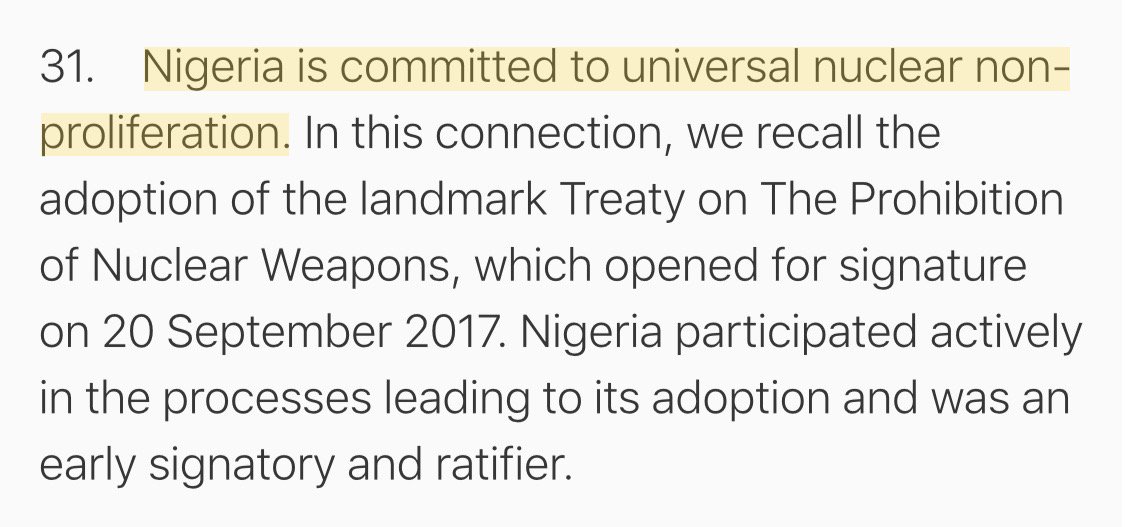 31. Nigeria is committed to universal nuclear non-
proliferation. In this connection, we recall the
adoption of the landmark Treaty on The Prohibition
of Nuclear Weapons, which opened for signature
on 20 September 2017. Nigeria participated actively
in the processes leading to its adoption and was an
early signatory and ratifier.